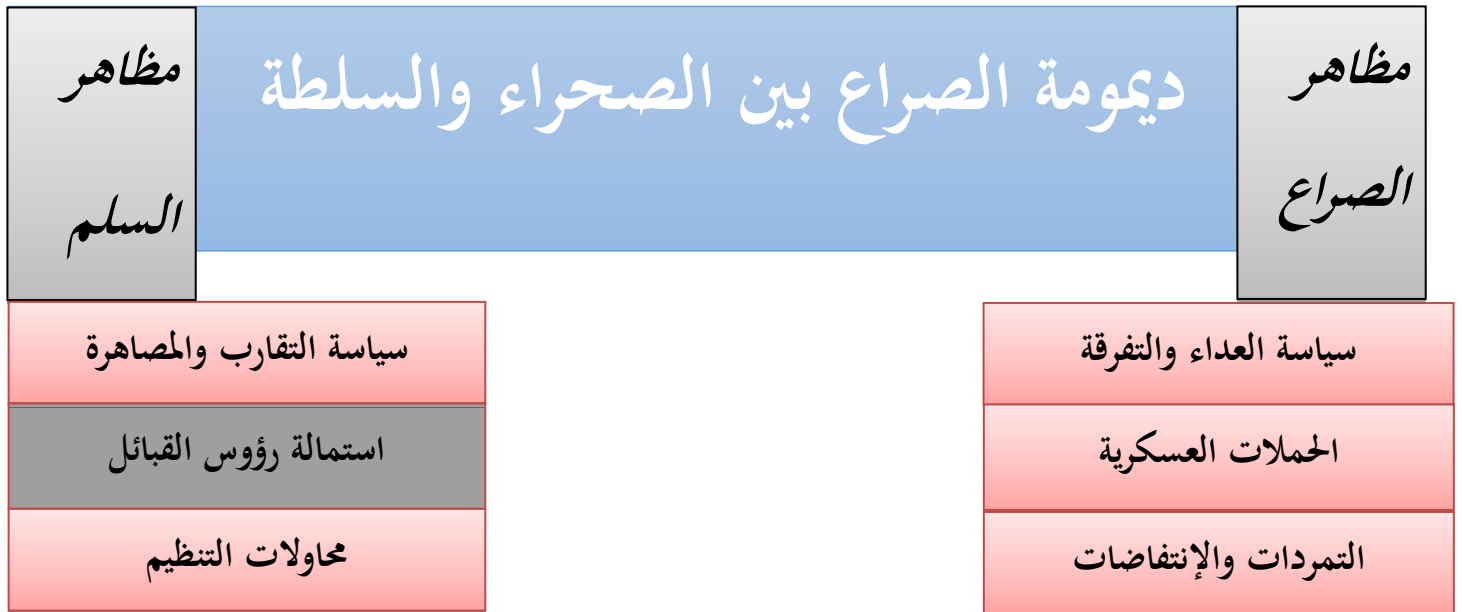 مظاهر
الصراع
ديمومة الصراع بين الصحراء والسلطة
مظاهر
السلم
سياسة العداء والتفرقة
الحملات العسكرية
التمردات والإنتفاضات
سياسة التقارب والمصاهرة
استمالة رؤوس القبائل
محاولات التنظيم